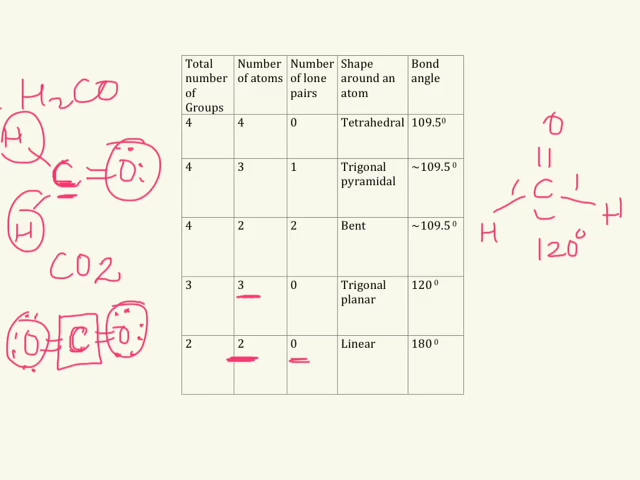 H2CO
H
C = O
H
CO2
O = C = O
Total number of Groups | Number of atoms | Number of lone pairs | Shape around an atom | Bond angle
4 | 4 | 0 | Tetrahedral | 109.5⁰
4 | 3 | 1 | Trigonal pyramidal | ~109.5⁰
4 | 2 | 2 | Bent | ~109.5⁰
3 | 3 | 0 | Trigonal planar | 120⁰
2 | 2 | 0 | Linear | 180⁰
O
C
H H
120⁰